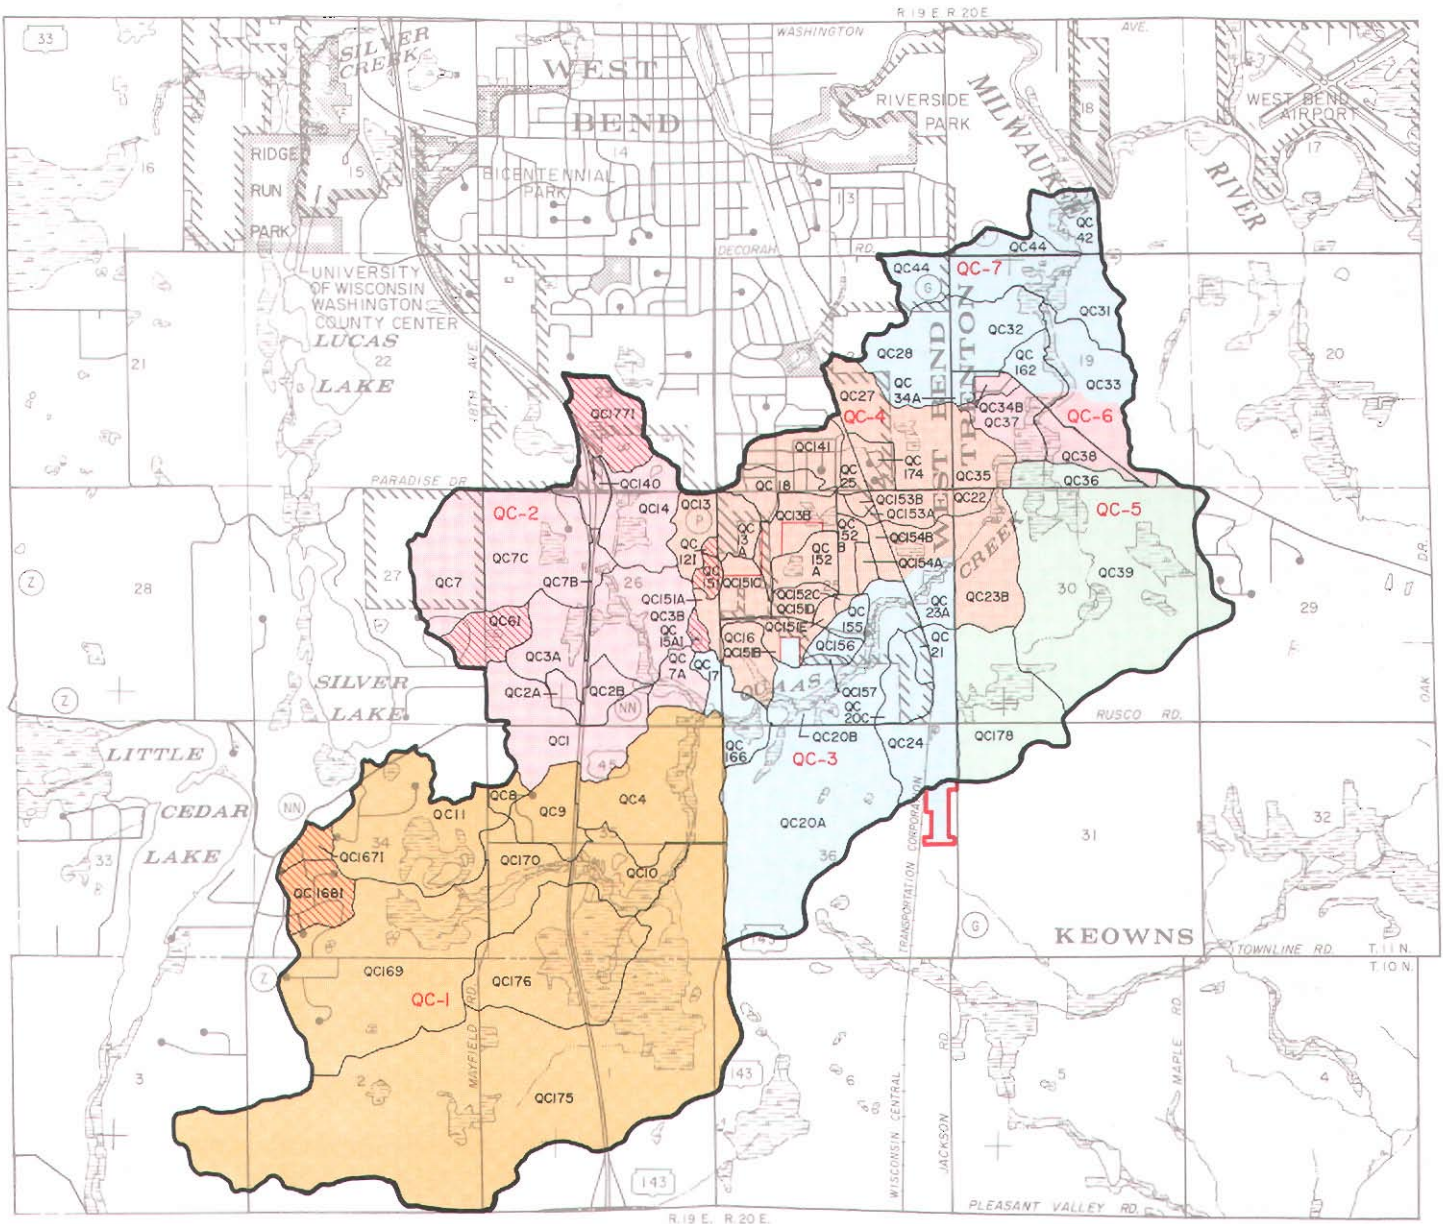 R.19 E. R.20 E.
33
SILVER
CREEK
WEST
BEND
WASHINGTON
AVE.
MILWAUKEE
RIVER
RIVERSIDE
PARK
18
WEST BEND
AIRPORT
17
16
RIDGE
RUN
PARK
15
14
BICENTENNIAL
PARK
13
DECORAH
RD.
QC
42
QC44
QC44
QC-7
G
UNIVERSITY
OF WISCONSIN
WASHINGTON
COUNTY CENTER
LUCAS
LAKE
22
21
18TH AVE.
QC31
QC32
QC28
QC
162
19
20
QC33
QC
34A
QC27
QC-4
WEST BEND
TRENTON
QC34B
QC37
QC-6
QC1771
QC141
QC
174
QC38
QC35
QC36
PARADISE DR.
QC140
QC18
QC
25
QC-2
QC14
QC13
P
QC13B
QC153B
QC153A
QC22
QC-5
QC7C
QC
13
A
QC
152
B
QC154B
CREEK
QC
121
QC
152
A
QC154A
QC7
27
28
Z
QC7B
26
QC
151
QC151C
QC39
30
29
DR.
QC151A
QC152C
QC151D
QC23B
QC
23A
QC3B
QC
15A1
QC61
QC151E
QC
155
QC16
QC151B
QC156
QC
21
QC3A
QC
7A
QC
17
QUAAS
SILVER
LAKE
Z
QC2A
QC2B
NN
QC157
QC
20C
QC20B
RUSCO RD.
OAK
QC178
QC1
45
QC
166
QC-3
QC24
LITTLE
CEDAR
LAKE
NN
33
QC8
QC9
QC4
QC11
34
QC1671
QC170
QC10
QC1681
QC20A
36
TRANSPORTATION CORPORATION
31
32
143
G
KEOWNS
TOWNLINE RD.
T. 11 N.
T. 10 N.
Z
QC169
QC-1
QC176
MAYFIELD RD.
2
1
3
QC175
143
6
WISCONSIN CENTRAL
JACKSON RD.
5
MAPLE RD.
4
143
PLEASANT VALLEY RD.
R.19 E. R.20 E.